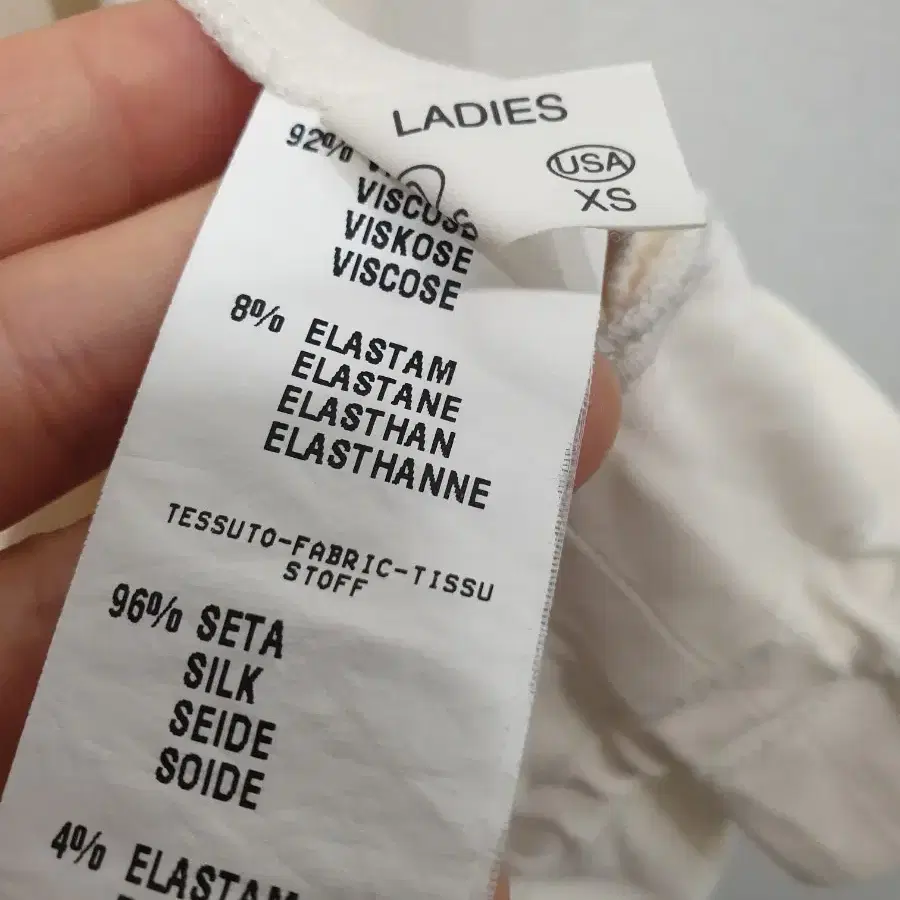 LADIES
USA
XS
92%
VISCOSE
VISKOSE
VISCOSE
8% ELASTAM
ELASTANE
ELASTHAN
ELASTHANNE
TESSUTO-FABRIC-TISSU
STOFF
96% SETA
SILK
SEIDE
SOIDE
4% ELASTAM